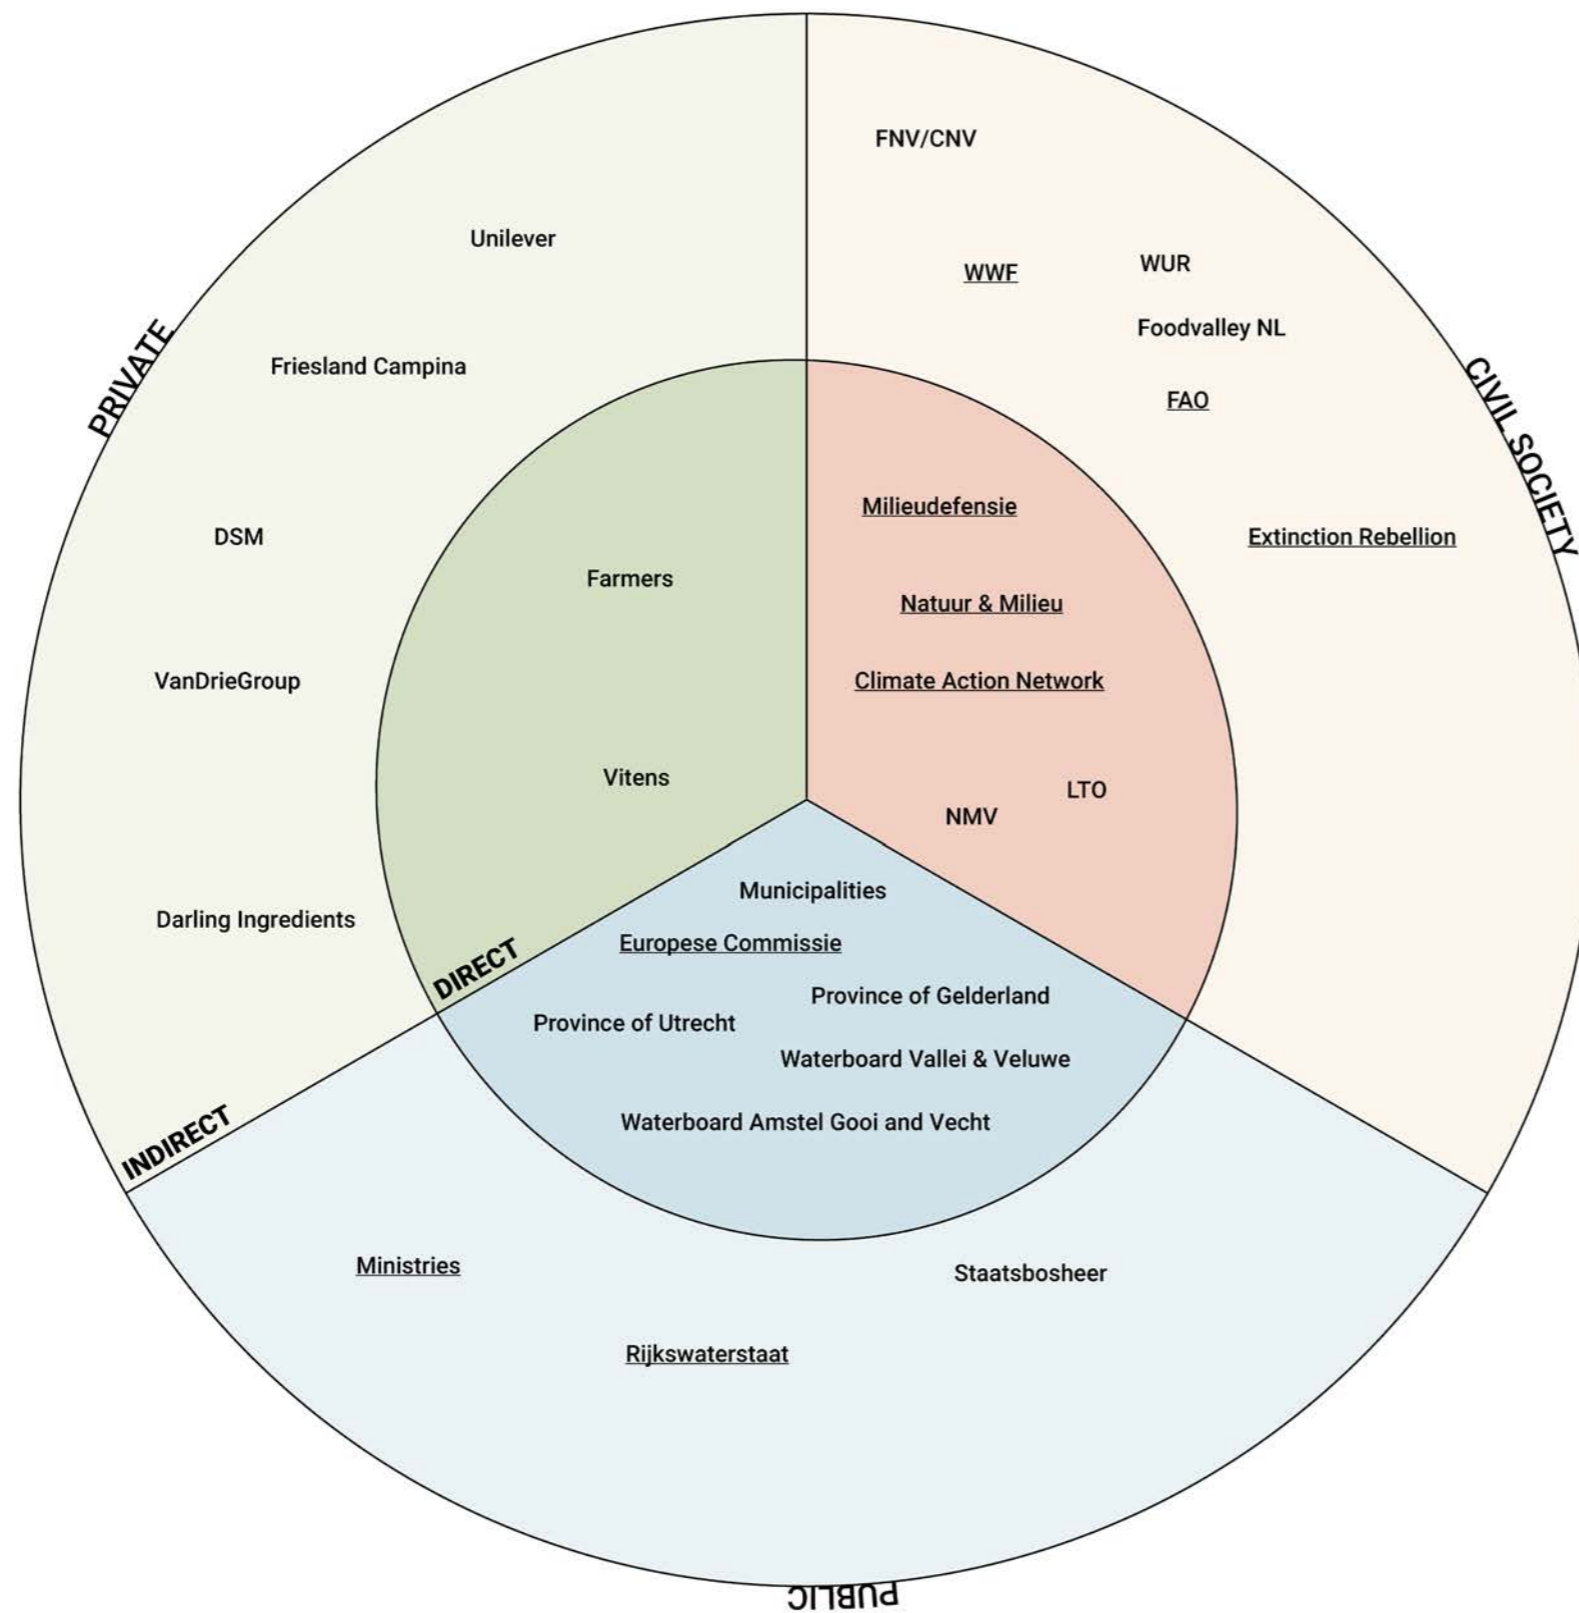 FNV/CNV
Unilever
WWF
WUR
Foodvalley NL
PRIVATE
Friesland Campina
FAO
CIVIL SOCIETY
Milieudefensie
DSM
Extinction Rebellion
Farmers
Natuur & Milieu
VanDrieGroup
Climate Action Network
Vitens
LTO
NMV
Municipalities
Darling Ingredients
Europese Commissie
DIRECT
Province of Gelderland
Province of Utrecht
Waterboard Vallei & Veluwe
Waterboard Amstel Gooi and Vecht
INDIRECT
Ministries
Staatsbosheer
Rijkswaterstaat
PUBLIC